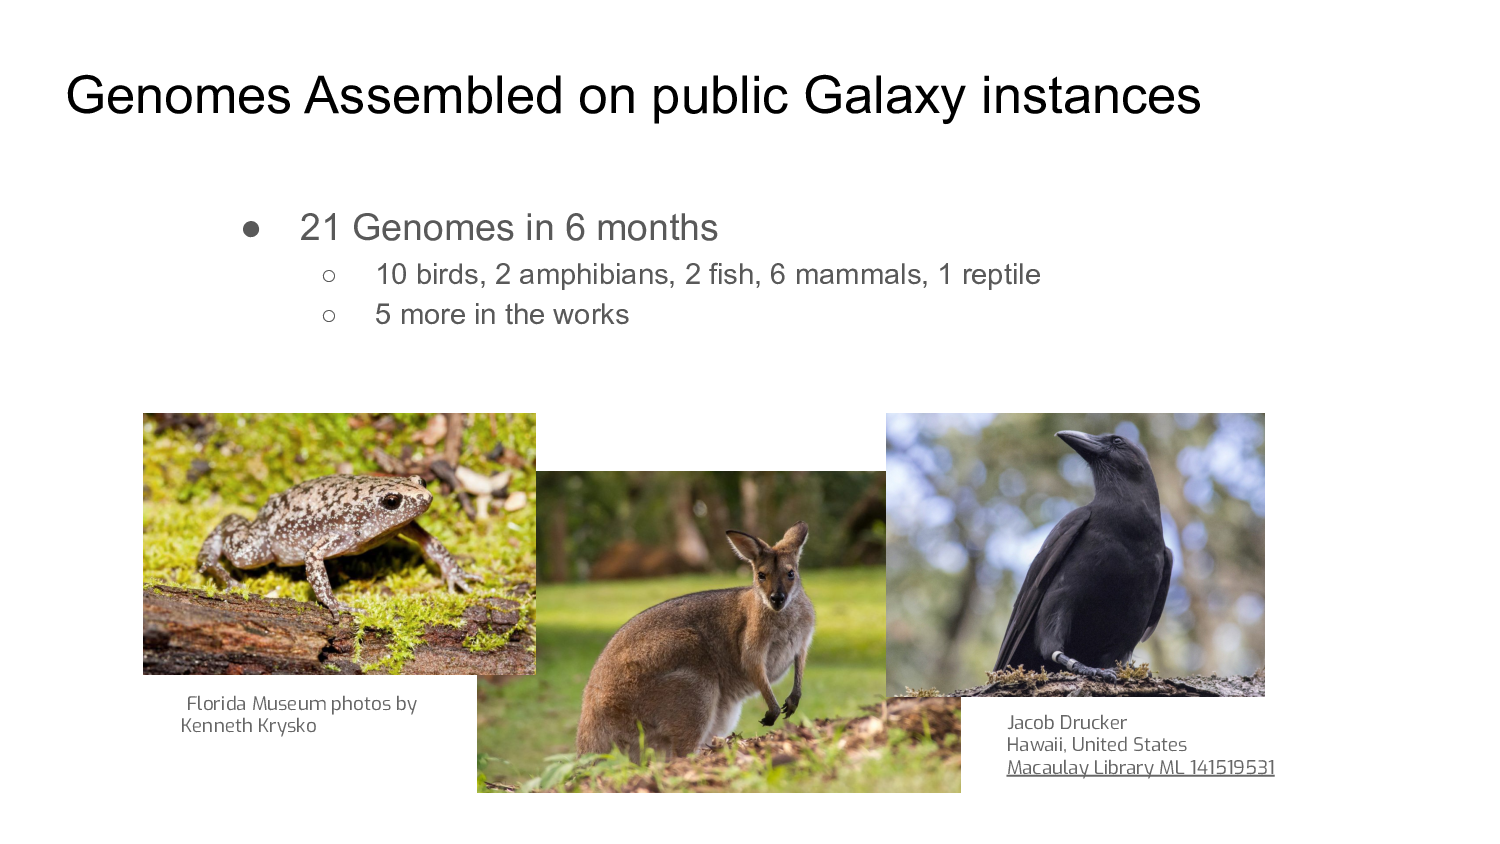 Genomes Assembled on public Galaxy instances
● 21 Genomes in 6 months
○ 10 birds, 2 amphibians, 2 fish, 6 mammals, 1 reptile
○ 5 more in the works
Florida Museum photos by
Kenneth Krysko
Jacob Drucker
Hawaii, United States
Macaulay Library ML 141519531